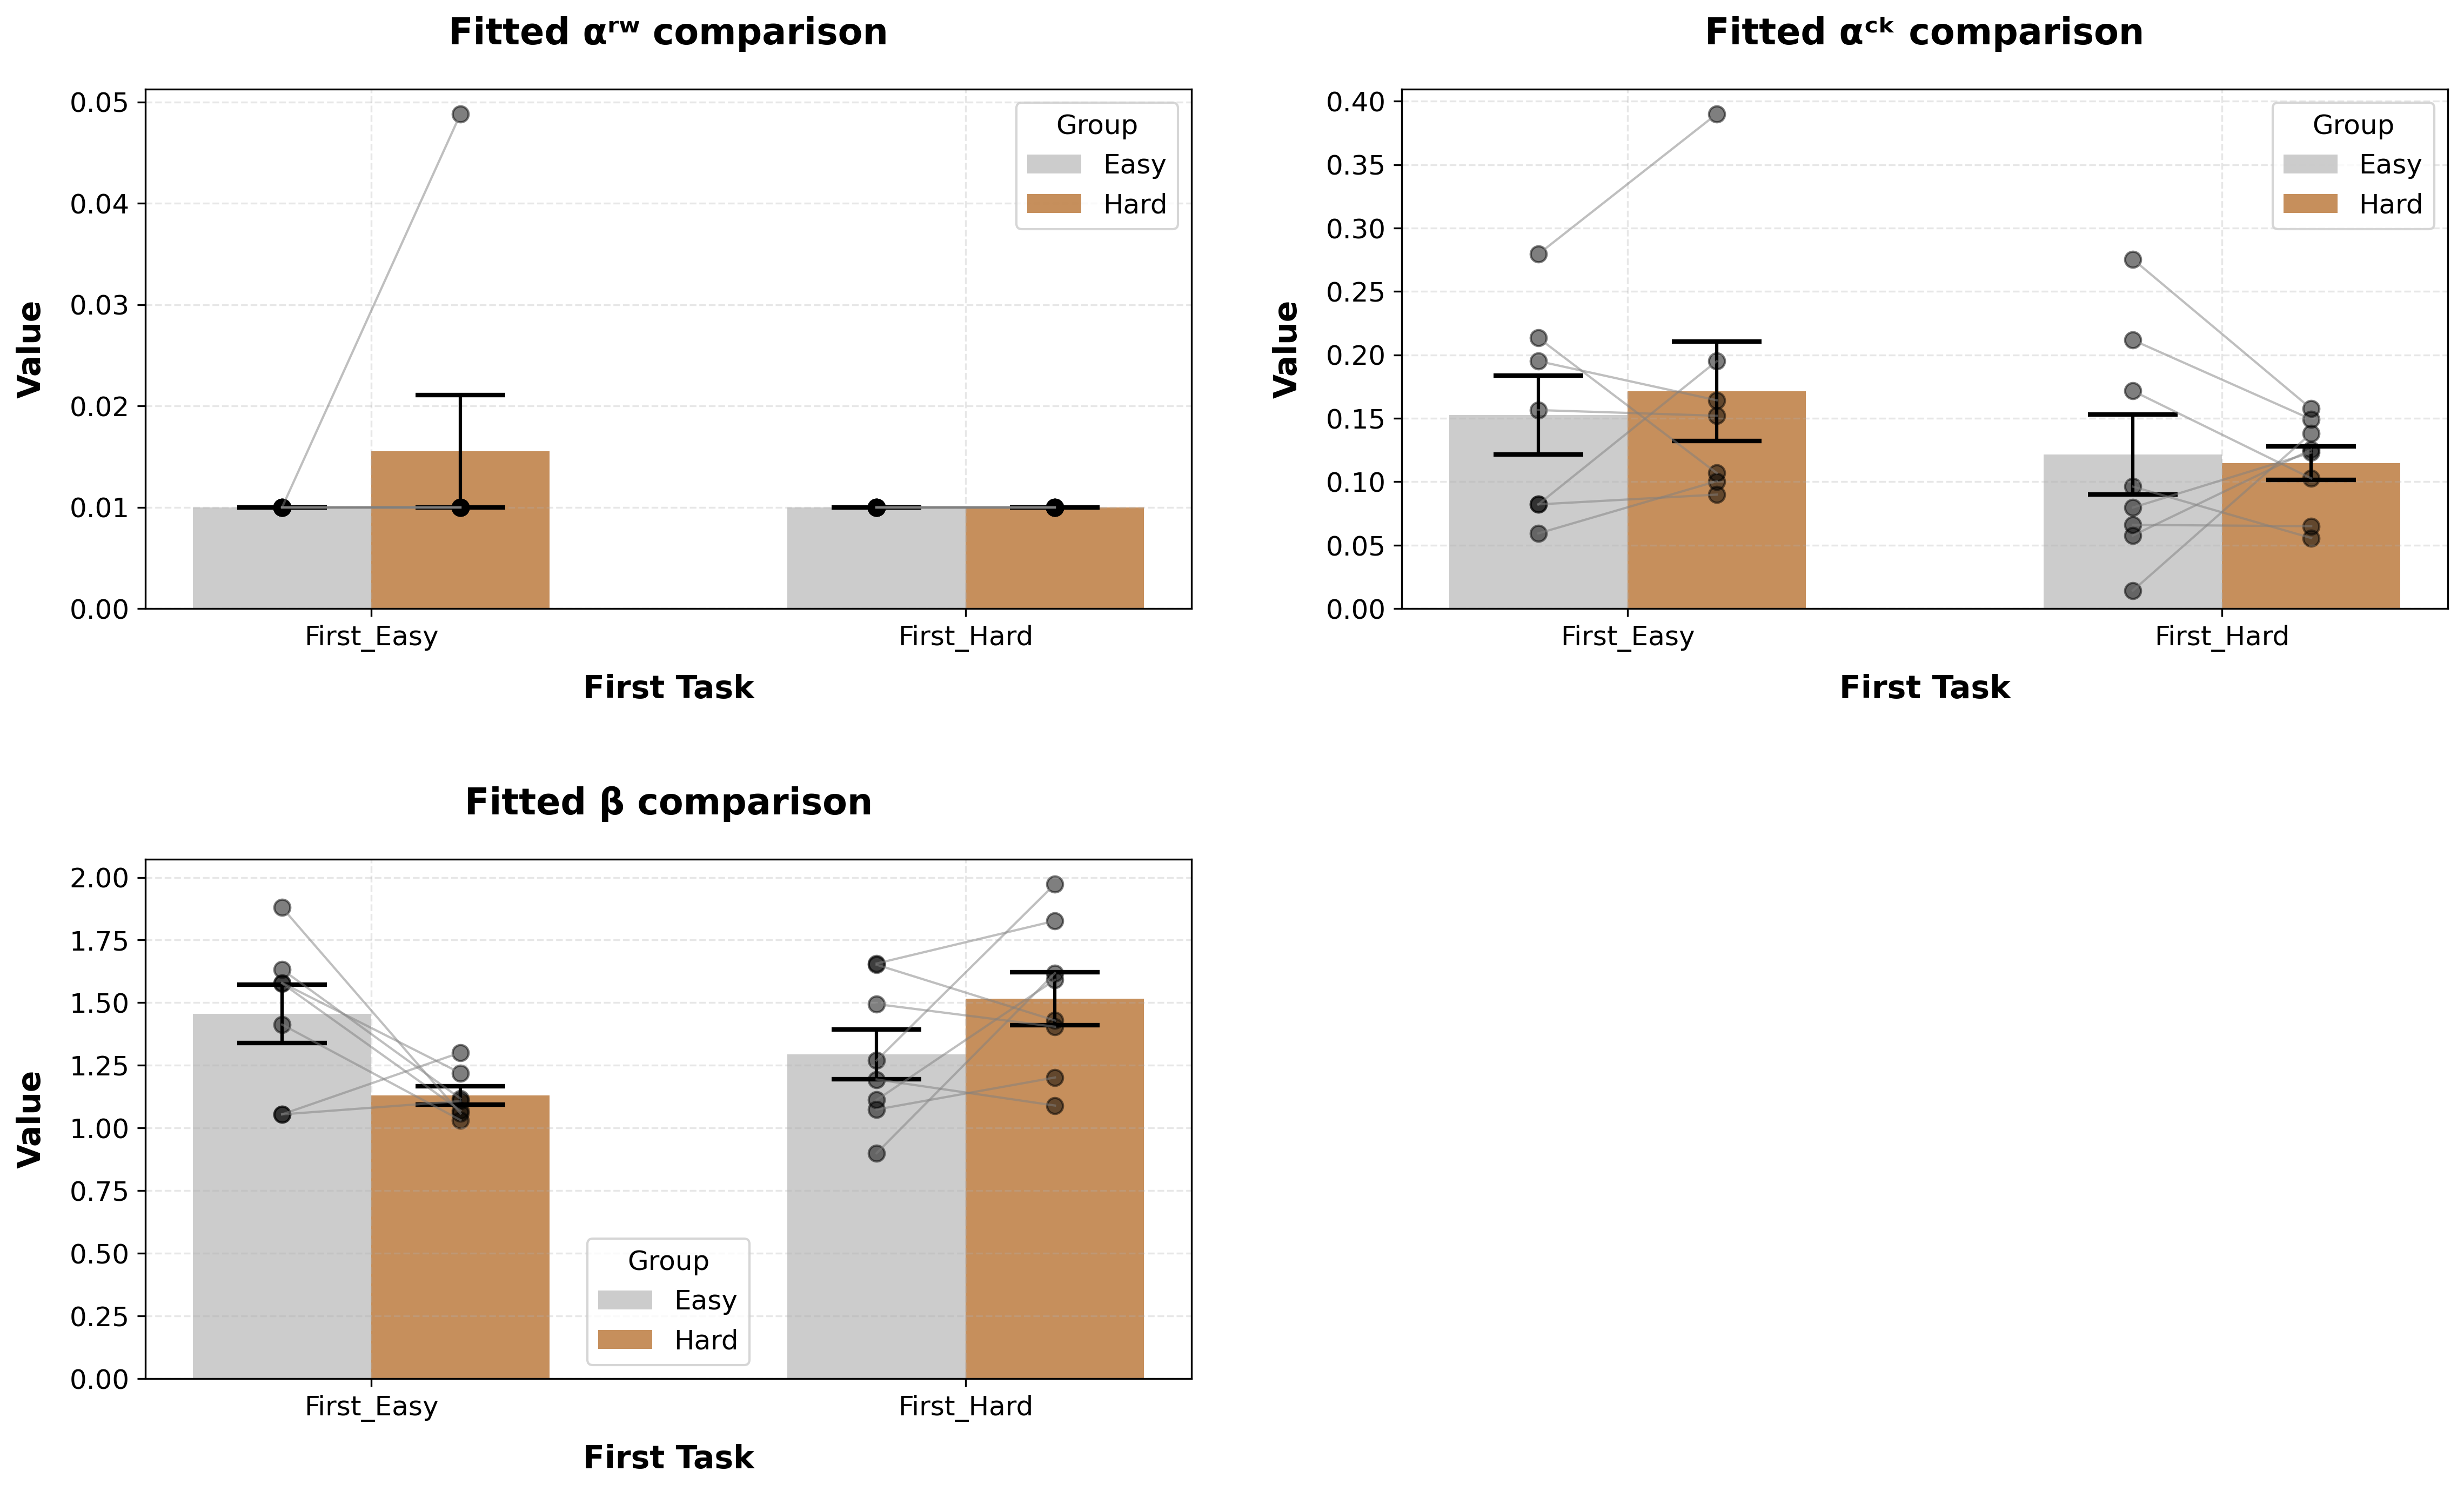 Fitted αʳʷ comparison
Value
0.05
0.04
0.03
0.02
0.01
0.00
Group
Easy
Hard
First_Easy
First_Hard
First Task
Fitted αᶜᵏ comparison
Value
0.40
0.35
0.30
0.25
0.20
0.15
0.10
0.05
0.00
Group
Easy
Hard
First_Easy
First_Hard
First Task
Fitted β comparison
Value
2.00
1.75
1.50
1.25
1.00
0.75
0.50
0.25
0.00
Group
Easy
Hard
First_Easy
First_Hard
First Task